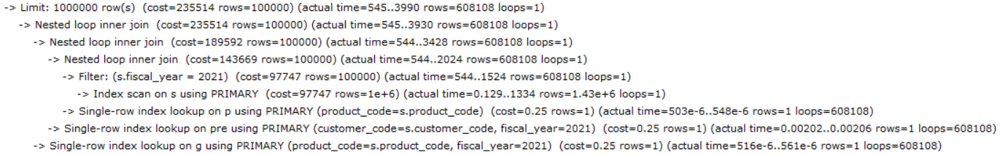 -> Limit: 1000000 row(s)  (cost=235514 rows=100000) (actual time=545..3990 rows=608108 loops=1)
-> Nested loop inner join  (cost=235514 rows=100000) (actual time=545..3930 rows=608108 loops=1)
-> Nested loop inner join  (cost=189592 rows=100000) (actual time=544..3428 rows=608108 loops=1)
-> Nested loop inner join  (cost=143669 rows=100000) (actual time=544..2024 rows=608108 loops=1)
-> Filter: (s.fiscal_year = 2021)  (cost=97747 rows=100000) (actual time=544..1524 rows=608108 loops=1)
-> Index scan on s using PRIMARY  (cost=97747 rows=1e+6) (actual time=0.129..1334 rows=1.43e+6 loops=1)
-> Single-row index lookup on p using PRIMARY (product_code=s.product_code)  (cost=0.25 rows=1) (actual time=503e-6..548e-6 rows=1 loops=608108)
-> Single-row index lookup on pre using PRIMARY (customer_code=s.customer_code, fiscal_year=2021)  (cost=0.25 rows=1) (actual time=0.00202..0.00206 rows=1 loops=608108)
-> Single-row index lookup on g using PRIMARY (product_code=s.product_code, fiscal_year=2021)  (cost=0.25 rows=1) (actual time=516e-6..561e-6 rows=1 loops=608108)